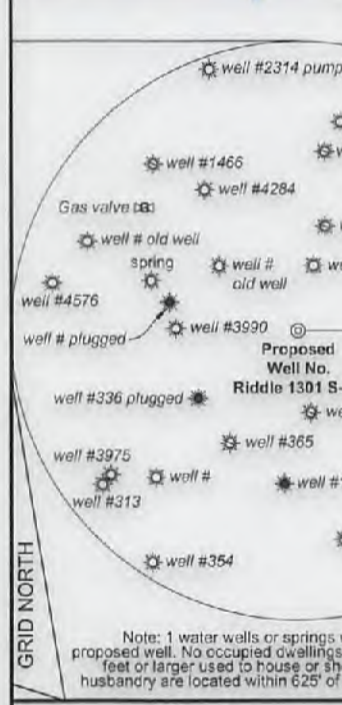 well #2314 pump
well #1466
well #4284
Gas valve
well # old well
spring
well #
old well
well #4576
well # plugged
well #3990
Proposed
Well No.
Riddle 1301 S-
well #336 plugged
well #365
well #3975
well #
well #313
well #
well #354
GRID NORTH
Note: 1 water wells or springs
proposed well. No occupied dwellings
feet or larger used to house or
husbandry are located within 625' of